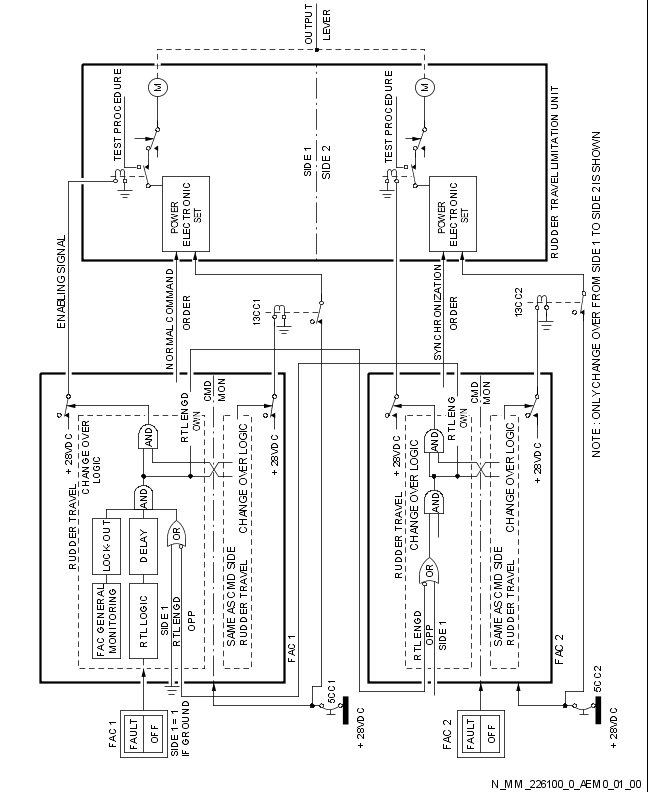 OUTPUT
LEVER
TEST PROCEDURE
M
SIDE 1
SIDE 2
TEST PROCEDURE
M
POWER
ELECTRONIC
SET
POWER
ELECTRONIC
SET
RUDDER TRAVEL LIMITATION UNIT
ENABLING SIGNAL
NORMAL COMMAND
ORDER
13CC1
SYNCHRONIZATION
ORDER
13CC2
NOTE : ONLY CHANGE OVER FROM SIDE 1 TO SIDE 2 IS SHOWN
+ 28VDC
RUDDER TRAVEL
CHANGE OVER
LOGIC
AND
AND
OR
LOCK-OUT
DELAY
FAC GENERAL
MONITORING
RTL LOGIC
SIDE 1
RTL ENGD
OPP
RTL ENGD
OWN
CMD
MON
+ 28VDC
CHANGE OVER LOGIC
SAME AS CMD SIDE
RUDDER TRAVEL
FAC 1
+ 28VDC
RUDDER TRAVEL
CHANGE OVER LOGIC
AND
AND
OR
RTL ENGD
OPP
SIDE 1
RTL ENGD
OWN
CMD
MON
+ 28VDC
CHANGE OVER LOGIC
SAME AS CMD SIDE
RUDDER TRAVEL
FAC 2
FAC 1
FAULT
OFF
SIDE 1 = 1
IF GROUND
5CC1
+ 28VDC
FAC 2
FAULT
OFF
5CC2
+ 28VDC
N_MM_226100_0_AEM0_01_00